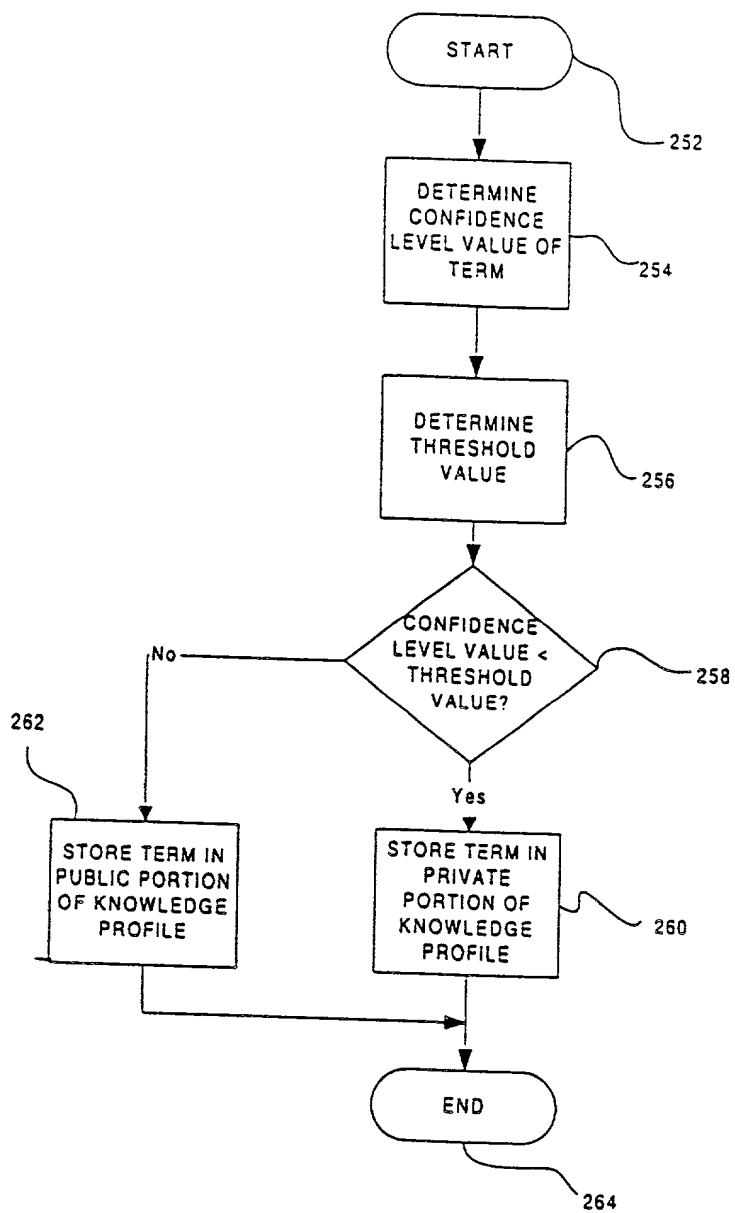 START
252
DETERMINE
CONFIDENCE
LEVEL VALUE OF
TERM
254
DETERMINE
THRESHOLD
VALUE
256
CONFIDENCE
LEVEL VALUE <
THRESHOLD
VALUE?
258
No
Yes
262
STORE TERM IN
PUBLIC PORTION
OF KNOWLEDGE
PROFILE
STORE TERM IN
PRIVATE
PORTION OF
KNOWLEDGE
PROFILE
260
END
264